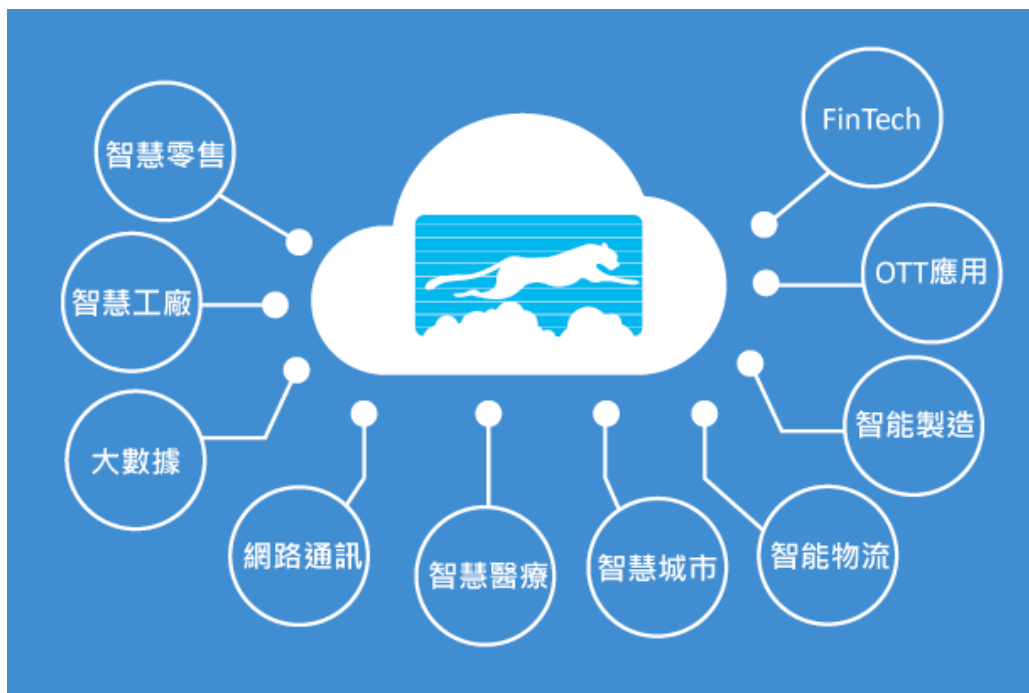 智慧零售
智慧工廠
大數據
網路通訊
智慧醫療
智慧城市
智能物流
智能製造
OTT應用
FinTech